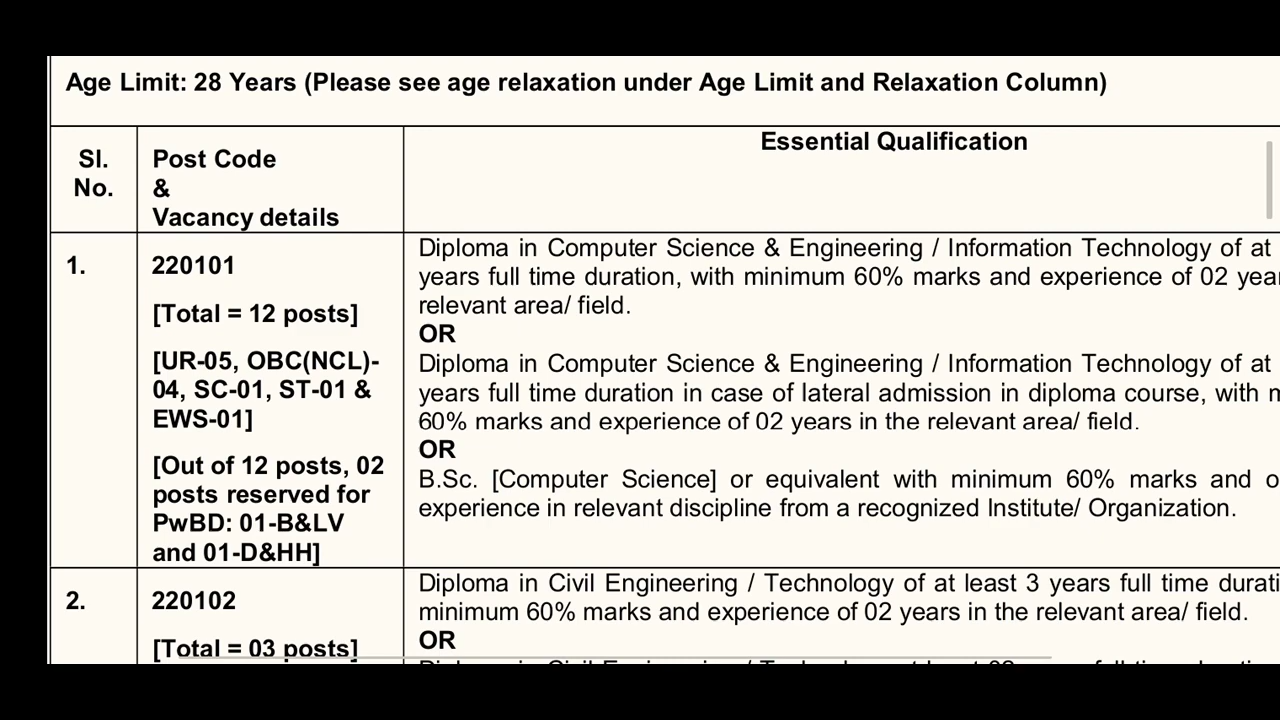 Age Limit: 28 Years (Please see age relaxation under Age Limit and Relaxation Column)
Sl.
No.
Post Code
&
Vacancy details
Essential Qualification
1.
220101
[Total = 12 posts]
[UR-05, OBC(NCL)-
04, SC-01, ST-01 &
EWS-01]
[Out of 12 posts, 02
posts reserved for
PwBD: 01-B&LV
and 01-D&HH]
Diploma in Computer Science & Engineering / Information Technology of at
years full time duration, with minimum 60% marks and experience of 02
relevant area/ field.
OR
Diploma in Computer Science & Engineering / Information Technology of at
years full time duration in case of lateral admission in diploma course, with
60% marks and experience of 02 years in the relevant area/ field.
OR
B.Sc. [Computer Science] or equivalent with minimum 60% marks and
experience in relevant discipline from a recognized Institute/ Organization.
2.
220102
[Total = 03 posts]
Diploma in Civil Engineering / Technology of at least 3 years full time
minimum 60% marks and experience of 02 years in the relevant area/ field.
OR